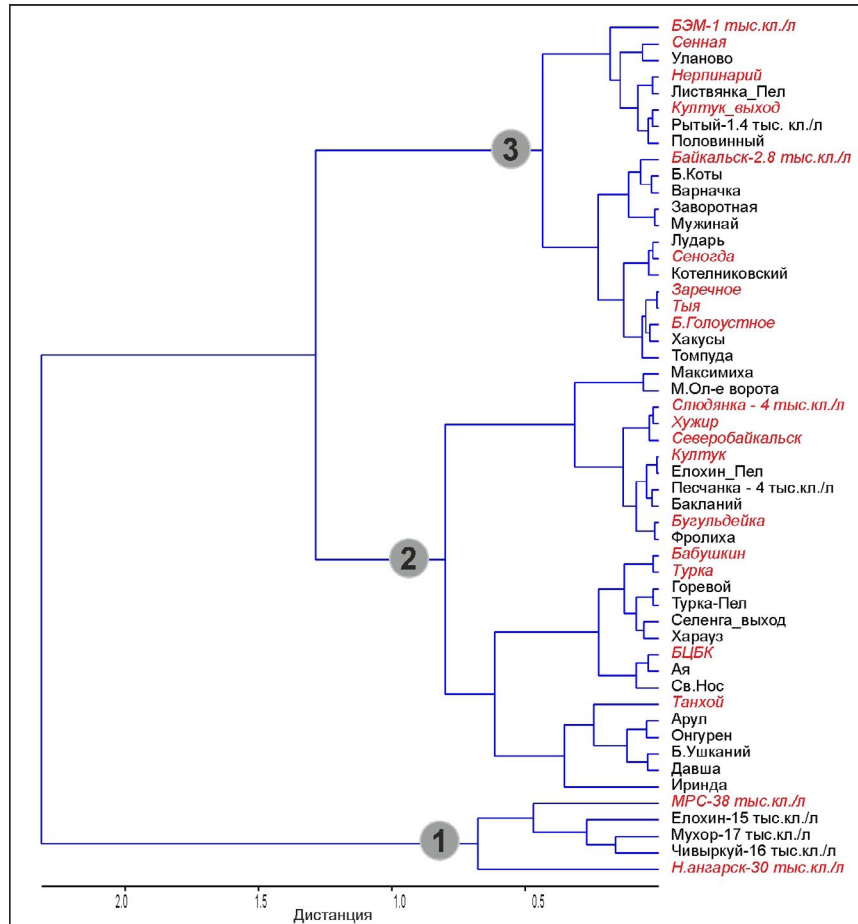 БЭМ-1 тыс.кл./л
Сенная
Уланово
Нерпинарий
Листвянка_Пел
Култук_выход
Рытый-1.4 тыс. кл./л
Половинный
3
Байкальск-2.8 тыс.кл./л
Б.Коты
Варначка
Заворотная
Мужинай
Лударь
Сеногда
Котелниковский
Заречное
Тыя
Б.Голоустное
Хакусы
Томпуда
Максимиха
М.Ол-е ворота
Слюдянка - 4 тыс.кл./л
Хужир
Северобайкальск
Култук
Елохин_Пел
Песчанка - 4 тыс.кл./л
Бакланий
Бугульдейка
Фролиха
2
Бабушкин
Турка
Горевой
Турка-Пел
Селенга_выход
Харауз
БЦБК
Ая
Св.Нос
Танхой
Арул
Онгурен
Б.Ушканий
Давша
Иринда
МРС-38 тыс.кл./л
Елохин-15 тыс.кл./л
Мухор-17 тыс.кл./л
1
Чивыркуй-16 тыс.кл./л
Н.ангарск-30 тыс.кл./л
2.0 1.5 1.0 0.5
Дистанция